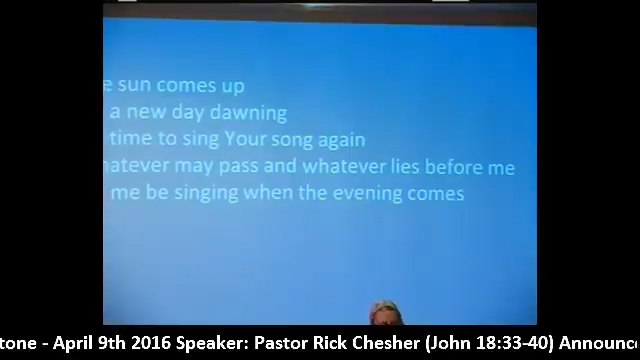 e sun comes up
a new day dawning
time to sing Your song again
hatever may pass and whatever lies before me
me be singing when the evening comes
tone - April 9th 2016 Speaker: Pastor Rick Chesher (John 18:33-40) Announc